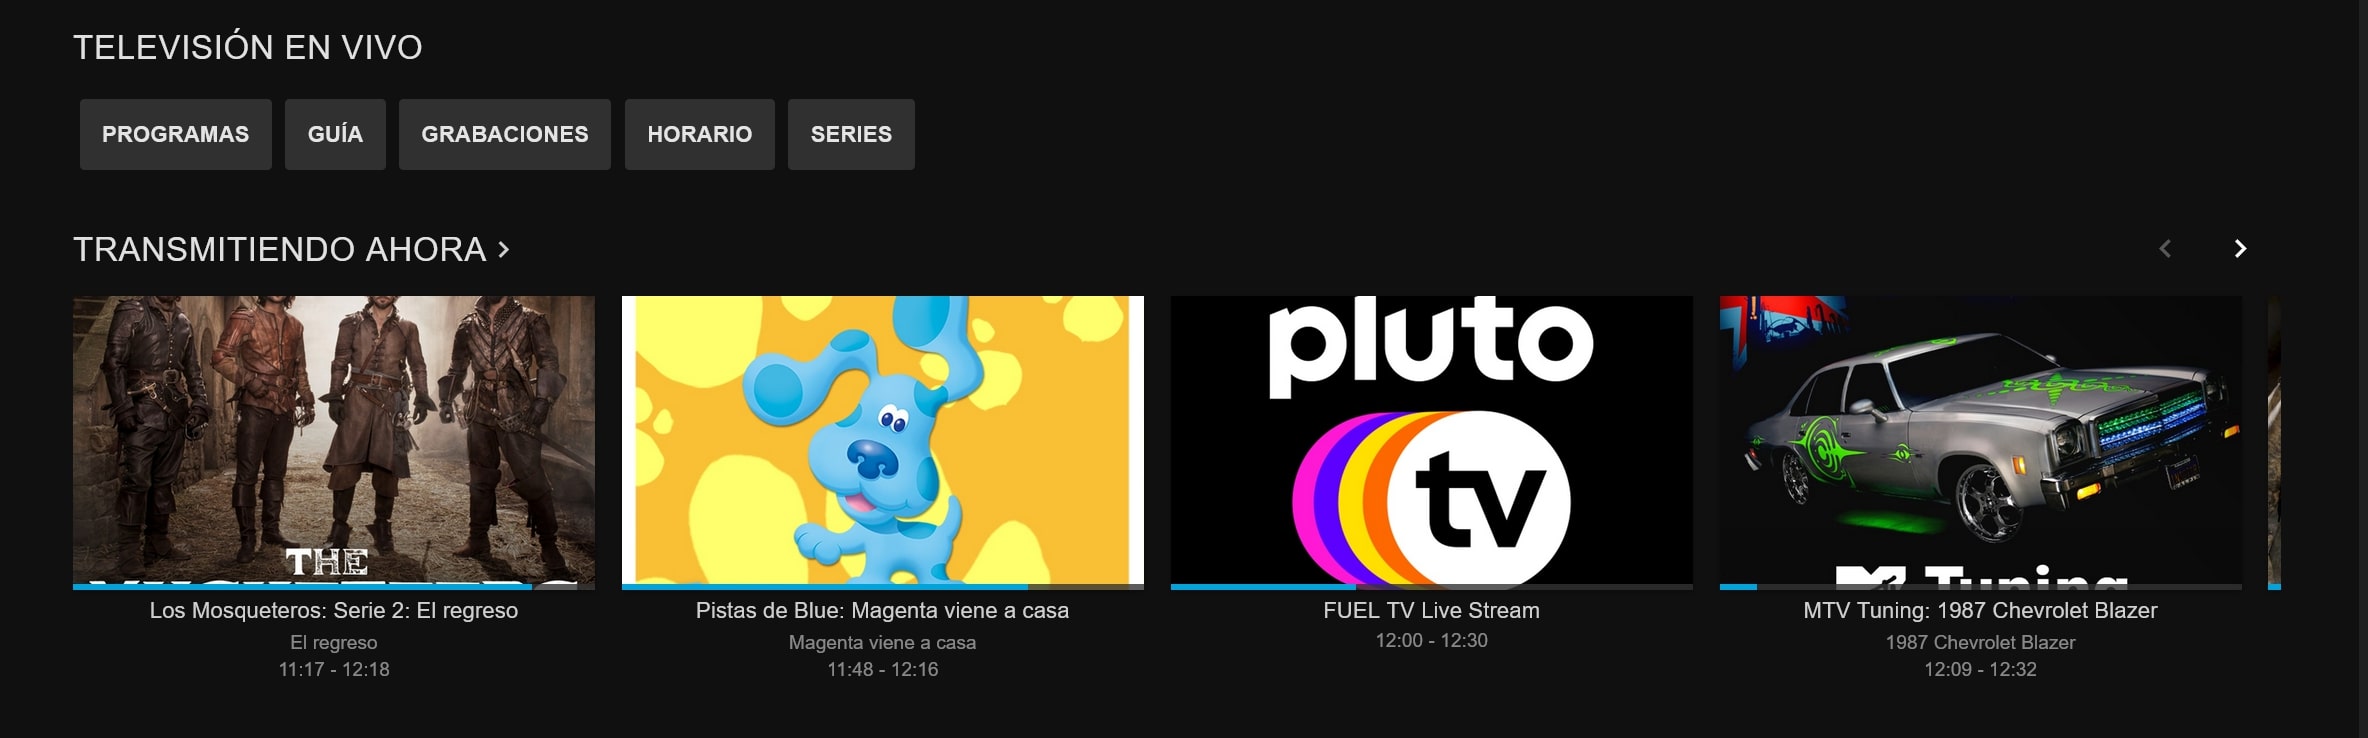 TELEVISIÓN EN VIVO
PROGRAMAS GUÍA GRABACIONES HORARIO SERIES
TRANSMITIENDO AHORA
THE
pluto
tv
Tuning
Los Mosqueteros: Serie 2: El regreso
El regreso
11:17 - 12:18
Pistas de Blue: Magenta viene a casa
Magenta viene a casa
11:48 - 12:16
FUEL TV Live Stream
12:00 - 12:30
MTV Tuning: 1987 Chevrolet Blazer
1987 Chevrolet Blazer
12:09 - 12:32